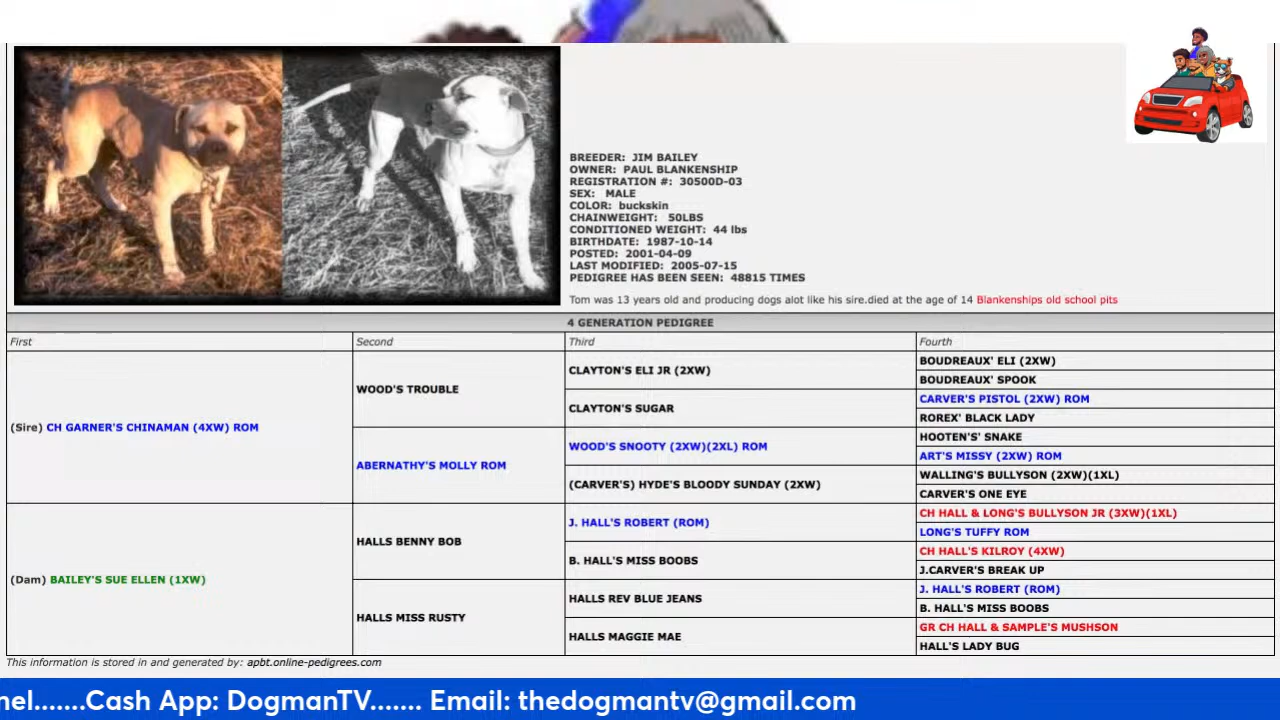 BREEDER: JIM BAILEY
OWNER: PAUL BLANKENSHIP
REGISTRATION #: 30500D-03
SEX: MALE
COLOR: buckskin
CHAINWEIGHT: 50LBS
CONDITIONED WEIGHT: 44 lbs
BIRTHDATE: 1987-10-14
POSTED: 2001-04-09
LAST MODIFIED: 2005-07-15
PEDIGREE HAS BEEN SEEN: 48815 TIMES
Tom was 13 years old and producing dogs alot like his sire.died at the age of 14 Blankenships old school pits
4 GENERATION PEDIGREE
First Second Third Fourth
(Sire) CH GARNER'S CHINAMAN (4XW) ROM
WOOD'S TROUBLE
CLAYTON'S ELI JR (2XW)
BOUDREAUX' ELI (2XW)
BOUDREAUX' SPOOK
CLAYTON'S SUGAR
CARVER'S PISTOL (2XW) ROM
ROREX' BLACK LADY
ABERNATHY'S MOLLY ROM
WOOD'S SNOOTY (2XW)(2XL) ROM
HOOTEN'S' SNAKE
ART'S MISSY (2XW) ROM
(CARVER'S) HYDE'S BLOODY SUNDAY (2XW)
WALLING'S BULLYSON (2XW)(1XL)
CARVER'S ONE EYE
(Dam) BAILEY'S SUE ELLEN (1XW)
HALLS BENNY BOB
J. HALL'S ROBERT (ROM)
CH HALL & LONG'S BULLYSON JR (3XW)(1XL)
LONG'S TUFFY ROM
B. HALL'S MISS BOOBS
CH HALL'S KILROY (4XW)
J.CARVER'S BREAK UP
HALLS MISS RUSTY
HALLS REV BLUE JEANS
J. HALL'S ROBERT (ROM)
B. HALL'S MISS BOOBS
HALLS MAGGIE MAE
GR CH HALL & SAMPLE'S MUSHSON
HALL'S LADY BUG
This information is stored in and generated by: apbt.online-pedigrees.com
nel.......Cash App: DogmanTV....... Email: thedogmantv@gmail.com